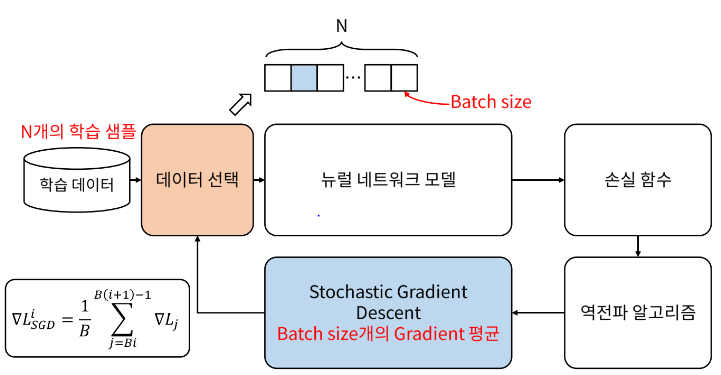 N
...
Batch size
N개의 학습 샘플
학습 데이터
데이터 선택
뉴럴 네트워크 모델
손실 함수
∇L^i_{SGD} = \frac{1}{B} \sum_{j=Bi}^{B(i+1)-1} ∇L_j
Stochastic Gradient
Descent
Batch size개의 Gradient 평균
역전파 알고리즘